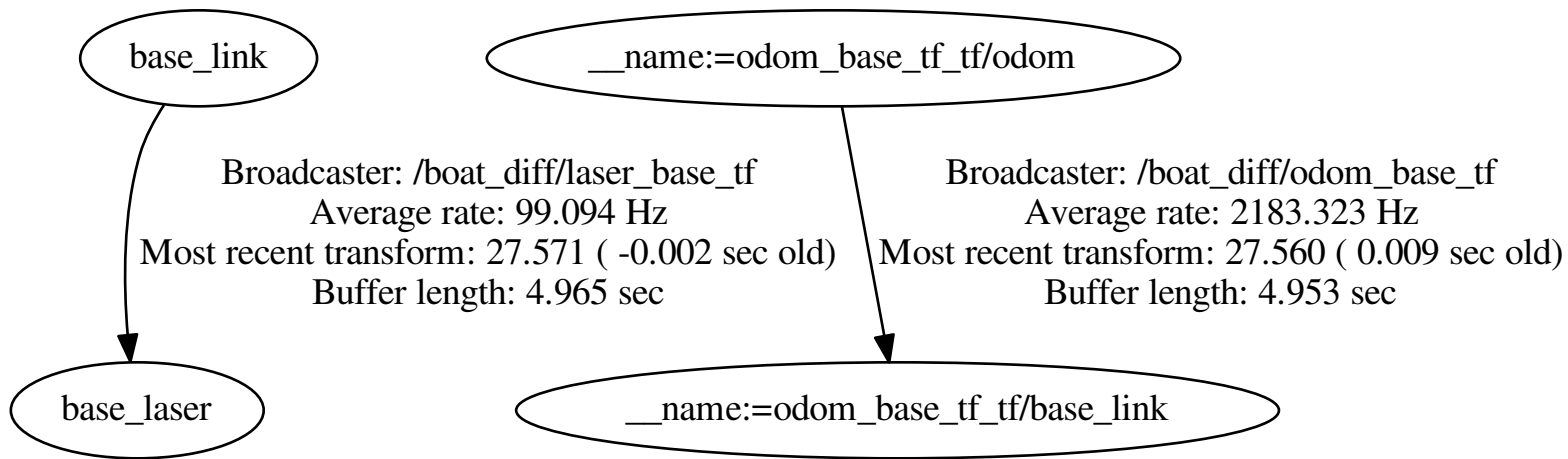 base_link
__name:=odom_base_tf_tf/odom
Broadcaster: /boat_diff/laser_base_tf
Average rate: 99.094 Hz
Most recent transform: 27.571 ( -0.002 sec old)
Buffer length: 4.965 sec
Broadcaster: /boat_diff/odom_base_tf
Average rate: 2183.323 Hz
Most recent transform: 27.560 ( 0.009 sec old)
Buffer length: 4.953 sec
base_laser
__name:=odom_base_tf_tf/base_link